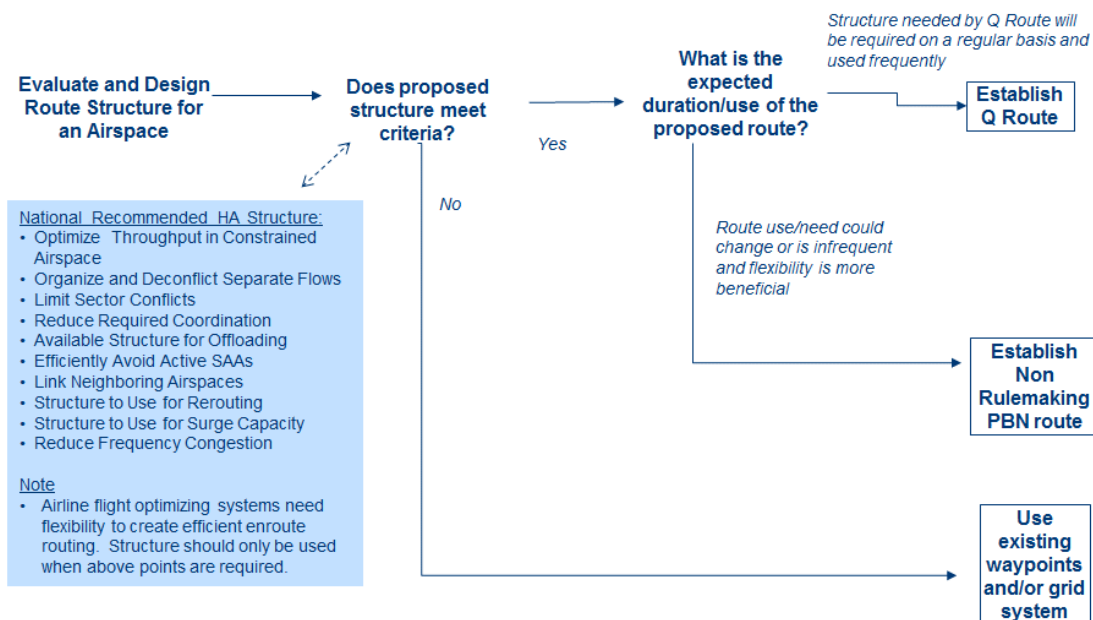 Structure needed by Q Route will
be required on a regular basis and
used frequently
Evaluate and Design
Route Structure for
an Airspace
Does proposed
structure meet
criteria?
What is the
expected
duration/use of the
proposed route?
Establish
Q Route
Yes
No
National Recommended HA Structure:
• Optimize Throughput in Constrained
Airspace
• Organize and Deconflict Separate Flows
• Limit Sector Conflicts
• Reduce Required Coordination
• Available Structure for Offloading
• Efficiently Avoid Active SAAs
• Link Neighboring Airspaces
• Structure to Use for Rerouting
• Structure to Use for Surge Capacity
• Reduce Frequency Congestion
Note
• Airline flight optimizing systems need
flexibility to create efficient enroute
routing. Structure should only be used
when above points are required.
Route use/need could
change or is infrequent
and flexibility is more
beneficial
Establish
Non
Rulemaking
PBN route
Use
existing
waypoints
and/or grid
system